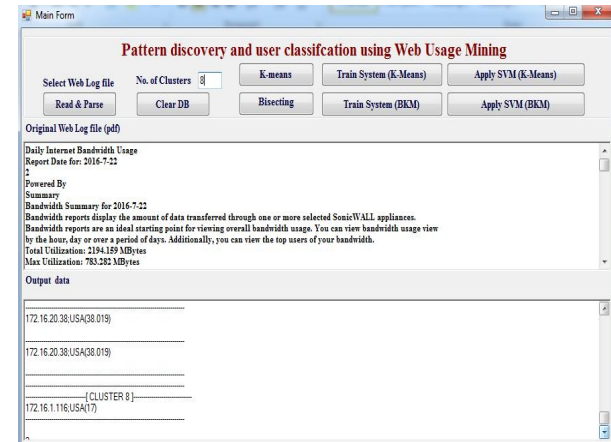 Main Form
Pattern discovery and user classifcation using Web Usage Mining
Select Web Log file
No. of Clusters 8
K-means
Train System (K-Means)
Apply SVM (K-Means)
Read & Parse
Clear DB
Bisecting
Train System (BKM)
Apply SVM (BKM)
Original Web Log file (pdf)
Daily Internet Bandwidth Usage
Report Date for: 2016-7-22
2
Powered By
Summary
Bandwidth Summary for 2016-7-22
Bandwidth reports display the amount of data transferred through one or more selected SonicWALL appliances.
Bandwidth reports are an ideal starting point for viewing overall bandwidth usage. You can view bandwidth usage view
by the hour, day or over a period of days. Additionally, you can view the top users of your bandwidth.
Total Utilization: 2194.159 MBytes
Max Utilization: 783.282 MBytes
Output data
172.16.20.38;USA(38.019)
172.16.20.38;USA(38.019)
----------[ CLUSTER 8 ]----------
172.16.1.116;USA(17)